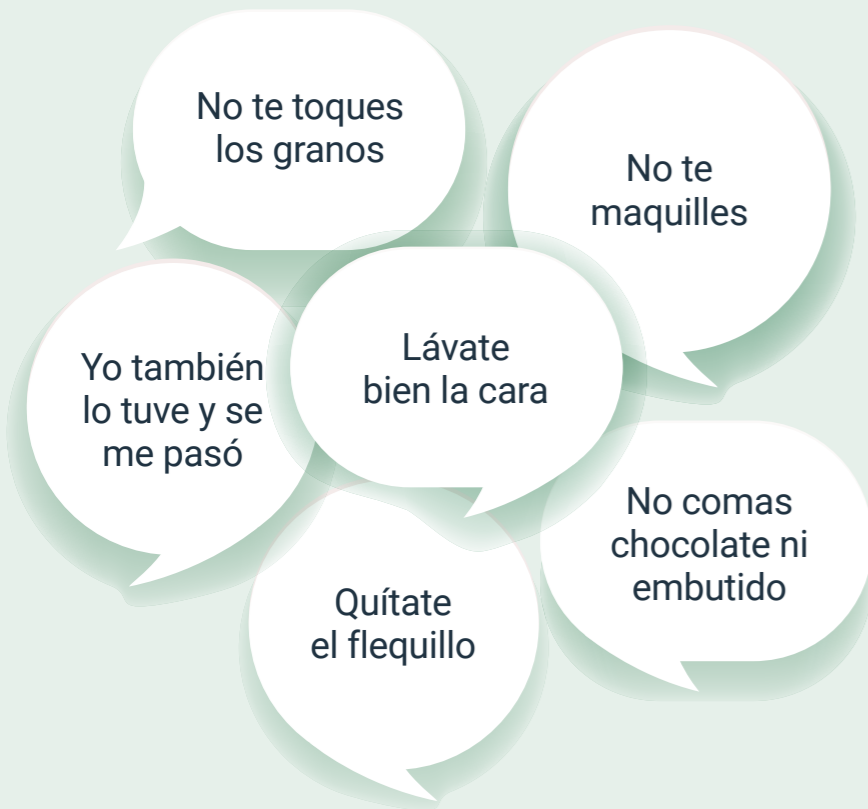 No te toques
los granos
No te
maquilles
Yo también
lo tuve y se
me pasó
Lávate
bien la cara
No comas
chocolate ni
embutido
Quítate
el flequillo